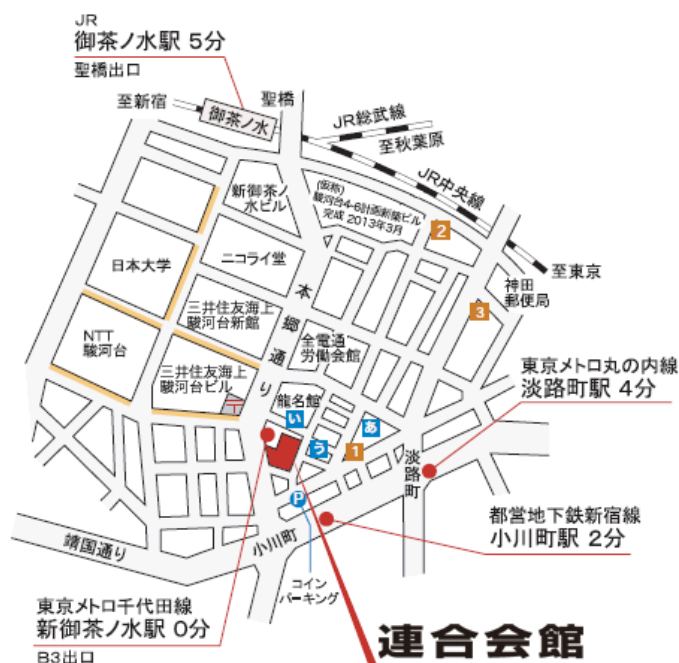 JR
御茶ノ水駅 5分
聖橋出口
至新宿
御茶ノ水
聖橋
JR総武線
至秋葉原
JR中央線
新御茶ノ
水ビル
(仮称)
駿河台4-6計画新築ビル
完成 2013年3月
2
至東京
日本大学
ニコライ堂
神田
郵便局
3
三井住友海上
駿河台新館
本郷通り
NTT
駿河台
全電通
労働会館
三井住友海上
駿河台ビル
〒
東京メトロ丸の内線
淡路町駅 4分
龍名館
い
あ
う
1
淡路町
P
都営地下鉄新宿線
小川町駅 2分
靖国通り
小川町
コイン
パーキング
東京メトロ千代田線
新御茶ノ水駅 0分
B3出口
連合会館